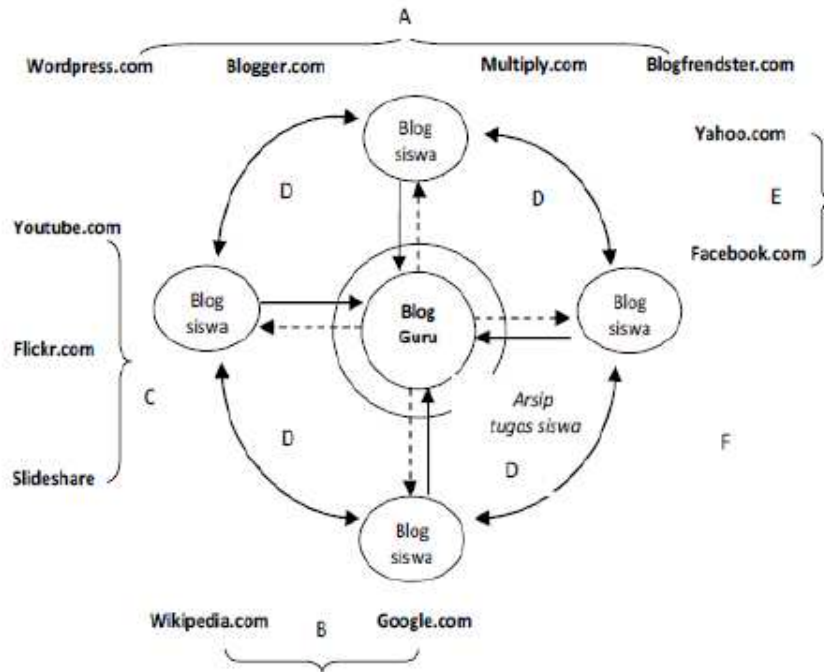 A
Wordpress.com Blogger.com Multiply.com Blogfrendster.com
Blog
siswa
Yahoo.com
D D E
Youtube.com
Facebook.com
Blog
siswa
Blog
Guru
Blog
siswa
Flickr.com
C
Arsip
tugas siswa
D D F
Slideshare
Blog
siswa
Wikipedia.com B Google.com